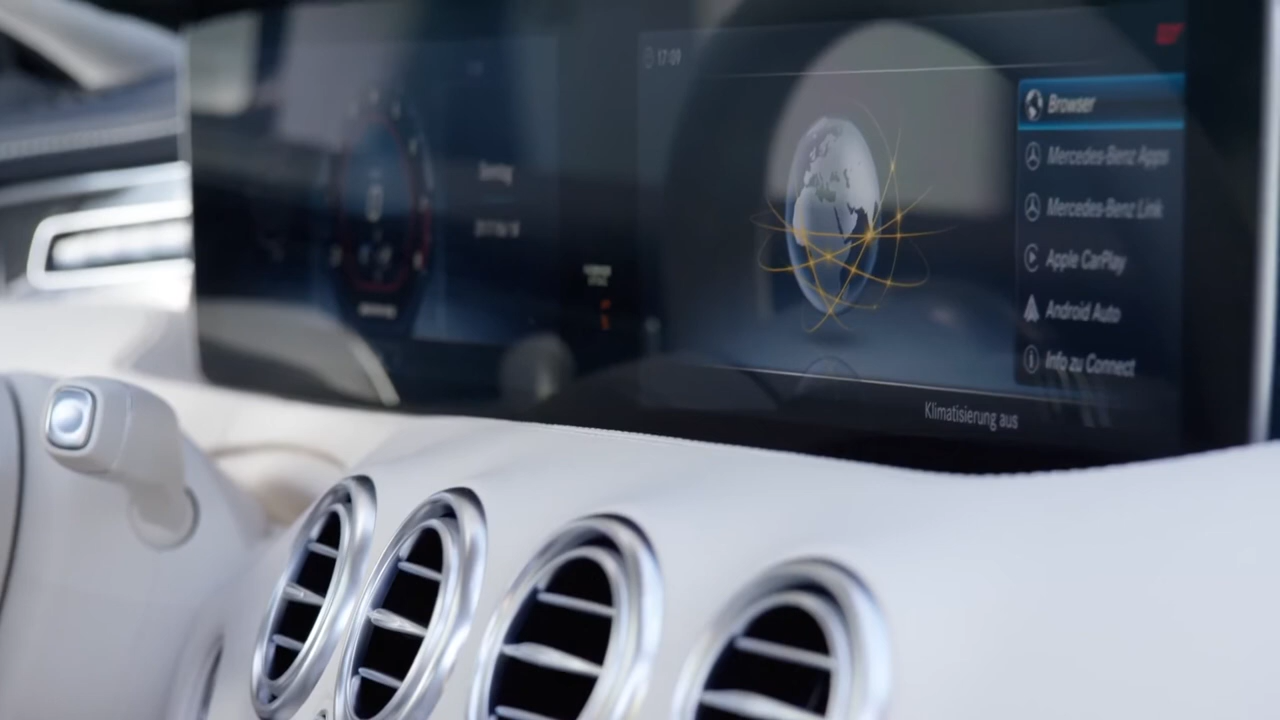 17:09
Browser
Mercedes-Benz Apps
Mercedes-Benz Link
Apple CarPlay
Android Auto
Info zu Connect
Klimatisierung aus